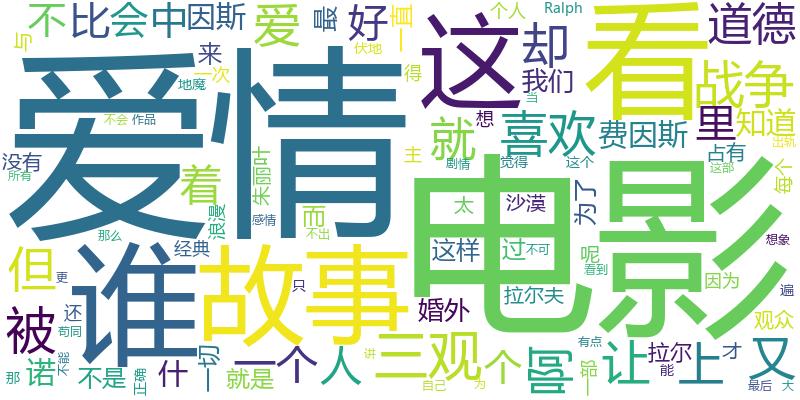 不
比
会
中
因斯
爱
最
好
一直
个人
Ralph
看
道德
与
来
伏地
这
却
我们
战争
地魔
一次
得
当
爱情
不会
作品
想
喜欢
里
知道
就
费因斯
出轨
没有
所有
着
朱丽叶
主
剧情
觉得
这个
占有
这部
每个
浪漫
感情
而
太
沙漠
为了
电影
但
那么
谁
经典
故事
不出
这样
过
不可
呢
看到
因为
想象
更
只
拉尔夫
遍
被
还
苟同
婚外
观众
有点
诺
不能
不是
正确
什
一切
就是
一个
人
讲
三观
自己
个
为
啊
一部
让
拉尔
能
上
才
最后
又
大
那